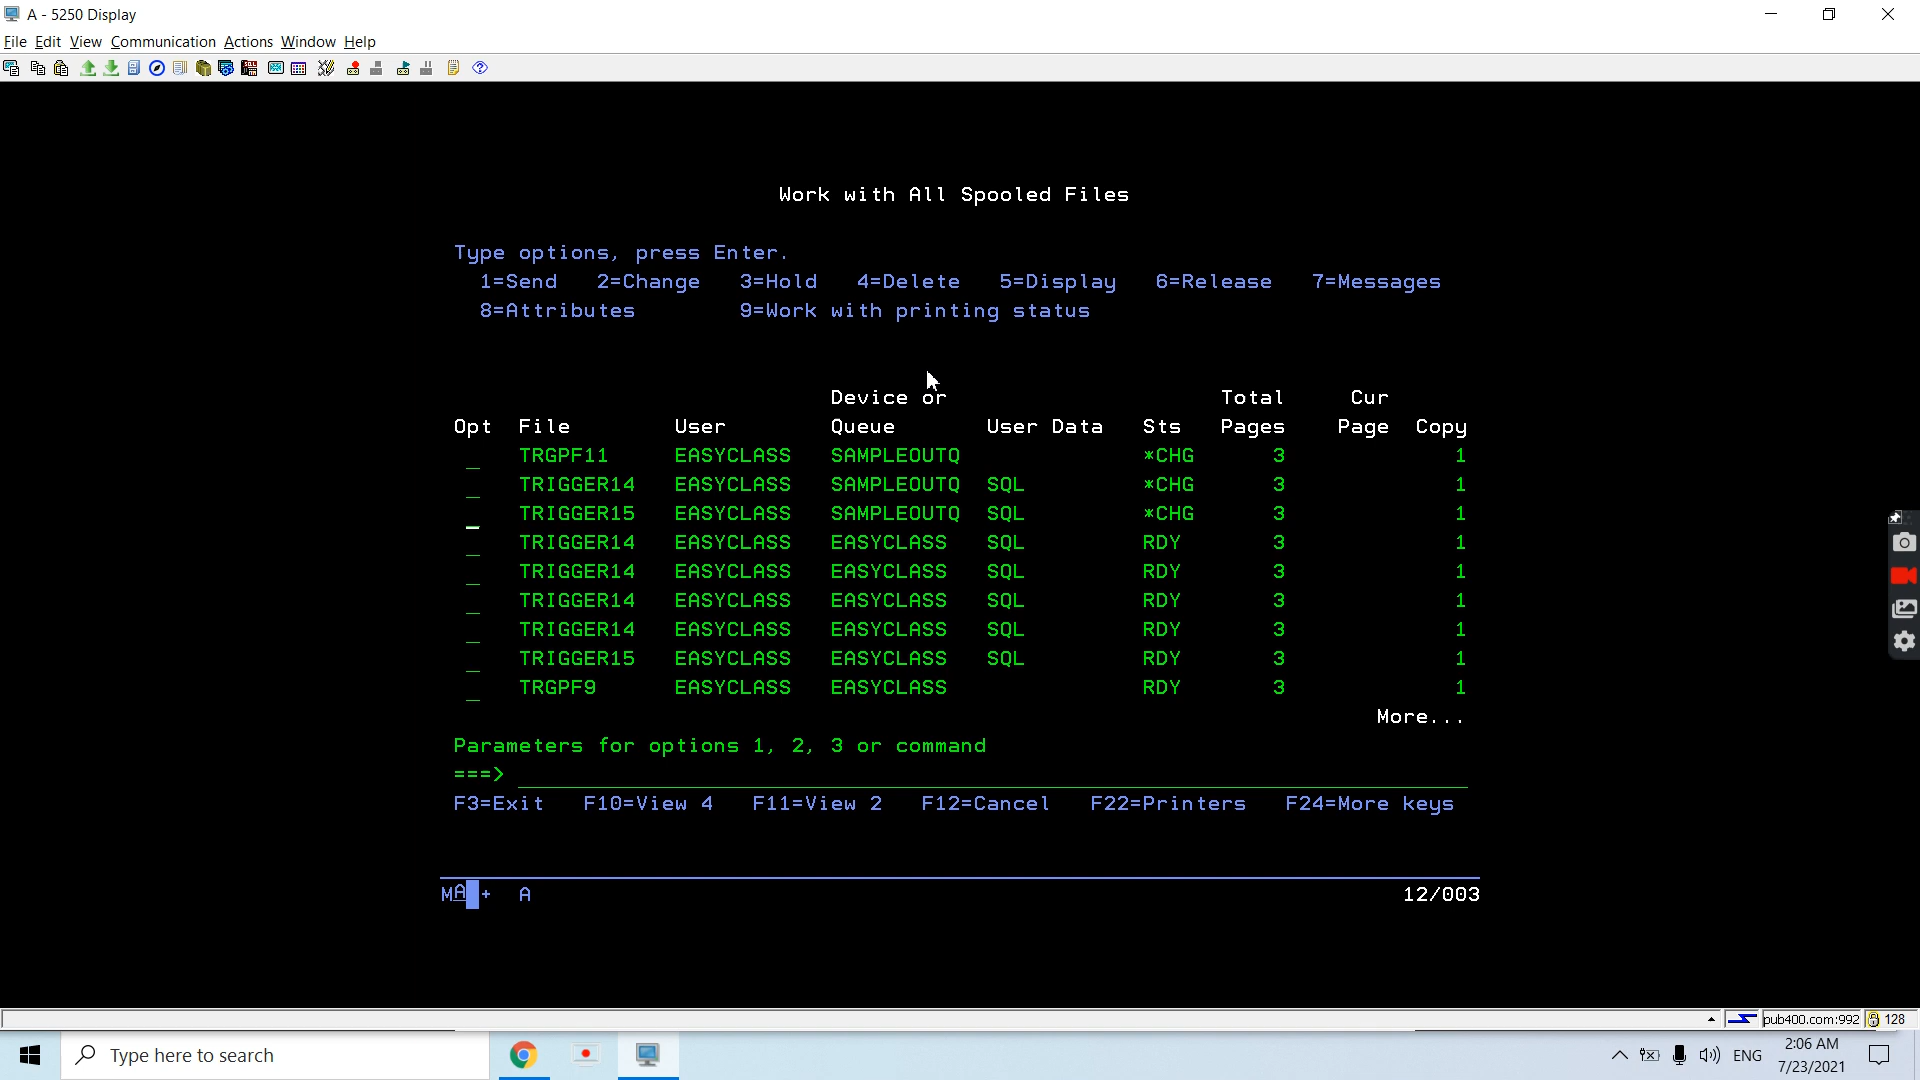 A - 5250 Display
File Edit View Communication Actions Window Help
Work with All Spooled Files
Type options, press Enter.
1=Send 2=Change 3=Hold 4=Delete 5=Display 6=Release 7=Messages
8=Attributes 9=Work with printing status
Device or Total Cur
Opt File User Queue User Data Sts Pages Page Copy
_ TRGPF11 EASYCLASS SAMPLEOUTQ *CHG 3 1
_ TRIGGER14 EASYCLASS SAMPLEOUTQ SQL *CHG 3 1
_ TRIGGER15 EASYCLASS SAMPLEOUTQ SQL *CHG 3 1
_ TRIGGER14 EASYCLASS EASYCLASS SQL RDY 3 1
_ TRIGGER14 EASYCLASS EASYCLASS SQL RDY 3 1
_ TRIGGER14 EASYCLASS EASYCLASS SQL RDY 3 1
_ TRIGGER14 EASYCLASS EASYCLASS SQL RDY 3 1
_ TRIGGER15 EASYCLASS EASYCLASS SQL RDY 3 1
_ TRGPF9 EASYCLASS EASYCLASS RDY 3 1
More...
Parameters for options 1, 2, 3 or command
===>
F3=Exit F10=View 4 F11=View 2 F12=Cancel F22=Printers F24=More keys
MA + A 12/003
pub400.com:992 128
Type here to search
ENG
2:06 AM
7/23/2021